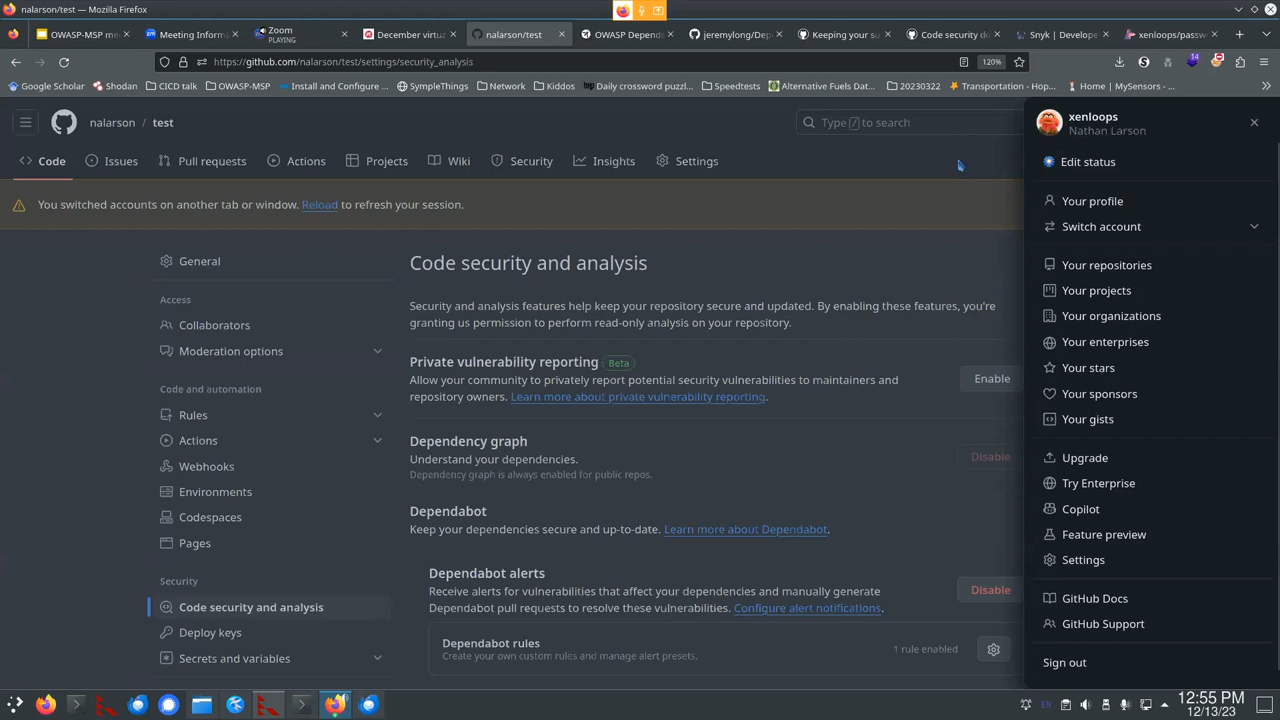 nalarson/test — Mozilla Firefox
OWASP-MSP me
Meeting Informa
Zoom
PLAYING
December virtua
nalarson/test
OWASP Depend
jeremylong/Dep
Keeping your su
Code security do
Snyk | Develope
xenloops/passw
https://github.com/nalarson/test/settings/security_analysis
120%
14
Bahn Shodan CICD talk OWASP-MSP Install and Configure ... SympleThings Network Kiddos Daily crossword puzzl... Speedtests Alternative Fuels Dat... 20230322 Transportation - Hop... Home | MySensors ...
nalarson / test
Type / to search
Code
Issues
Pull requests
Actions
Projects
Wiki
Security
Insights
Settings
You switched accounts on another tab or window. Reload to refresh your session.
General
Access
Collaborators
Moderation options
Code and automation
Rules
Actions
Webhooks
Environments
Codespaces
Pages
Security
Code security and analysis
Deploy keys
Secrets and variables
Code security and analysis
Security and analysis features help keep your repository secure and updated. By enabling these features, you're
granting us permission to perform read-only analysis on your repository.
Private vulnerability reporting Beta
Allow your community to privately report potential security vulnerabilities to maintainers and
repository owners. Learn more about private vulnerability reporting.
Enable
Dependency graph
Understand your dependencies.
Dependency graph is always enabled for public repos.
Disable
Dependabot
Keep your dependencies secure and up-to-date. Learn more about Dependabot.
Dependabot alerts
Receive alerts for vulnerabilities that affect your dependencies and manually generate
Dependabot pull requests to resolve these vulnerabilities. Configure alert notifications.
Disable
Dependabot rules
Create your own custom rules and manage alert presets.
1 rule enabled
xenloops
Nathan Larson
Edit status
Your profile
Switch account
Your repositories
Your projects
Your organizations
Your enterprises
Your stars
Your sponsors
Your gists
Upgrade
Try Enterprise
Copilot
Feature preview
Settings
GitHub Docs
GitHub Support
Sign out
EN
12:55 PM
12/13/23